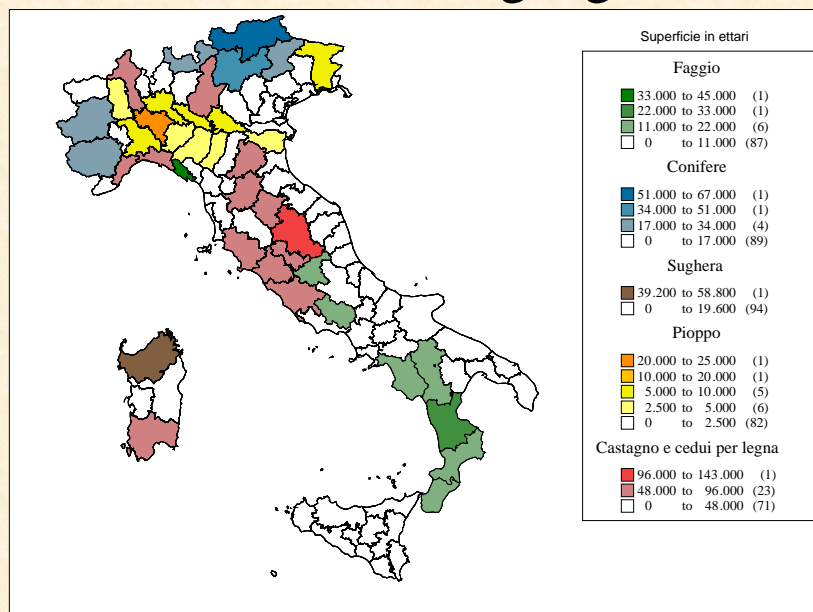 Superficie in ettari
Faggio
33.000 to 45.000 (1)
22.000 to 33.000 (1)
11.000 to 22.000 (6)
0 to 11.000 (87)
Conifere
51.000 to 67.000 (1)
34.000 to 51.000 (1)
17.000 to 34.000 (4)
0 to 17.000 (89)
Sughera
39.200 to 58.800 (1)
0 to 19.600 (94)
Pioppo
20.000 to 25.000 (1)
10.000 to 20.000 (1)
5.000 to 10.000 (5)
2.500 to 5.000 (6)
0 to 2.500 (82)
Castagno e cedui per legna
96.000 to 143.000 (1)
48.000 to 96.000 (23)
0 to 48.000 (71)